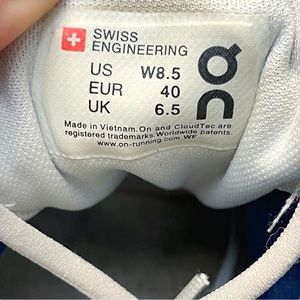 SWISS
ENGINEERING
US W8.5
EUR 40
UK 6.5
Made in Vietnam. On and CloudTec are
registered trademarks. Worldwide patents.
www.on-running.com WF